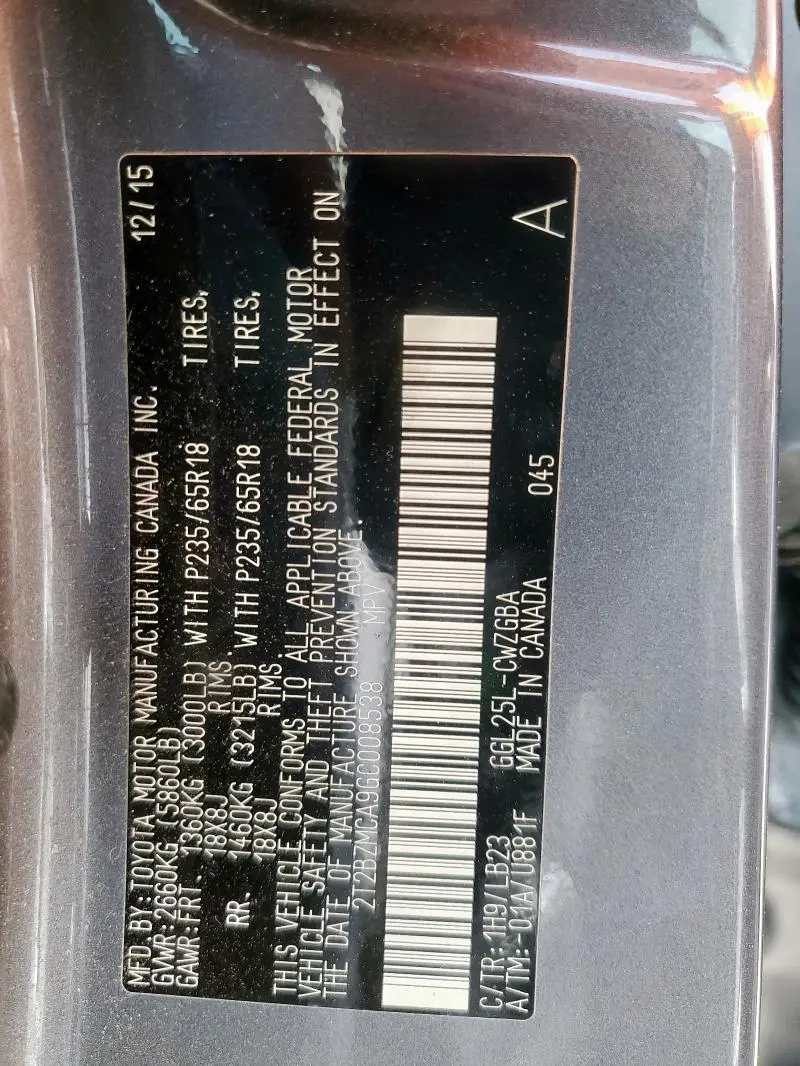 MFD.BY:TOYOTA MOTOR MANUFACTURING CANADA INC. 12/15
GVWR:2660KG (5860LB)
GAWR:FRT. 1360KG (3000LB) WITH P235/65R18 TIRES,
18X8J RIMS
RR. 1460KG (3215LB) WITH P235/65R18 TIRES,
18X8J RIMS
THIS VEHICLE CONFORMS TO ALL APPLICABLE FEDERAL MOTOR
VEHICLE SAFETY AND THEFT PREVENTION STANDARDS IN EFFECT ON
THE DATE OF MANUFACTURE SHOWN ABOVE.
2T2BZMCA9GC008538 MPV
C/TR:1H9/LB23 GGL25L-CWZGBA
A/TM:-01A/U881F MADE IN CANADA 045 A